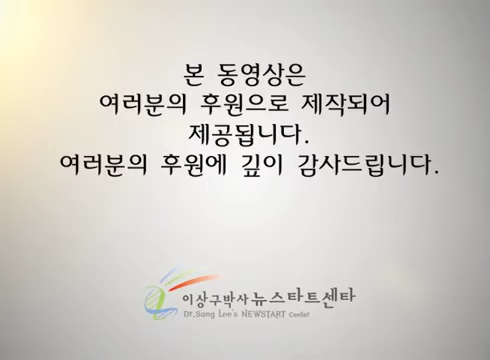 본 동영상은
여러분의 후원으로 제작되어
제공됩니다.
여러분의 후원에 깊이 감사드립니다.
이상구박사 뉴스타트센타
Dr.Sang Lee's NEWSTART Center